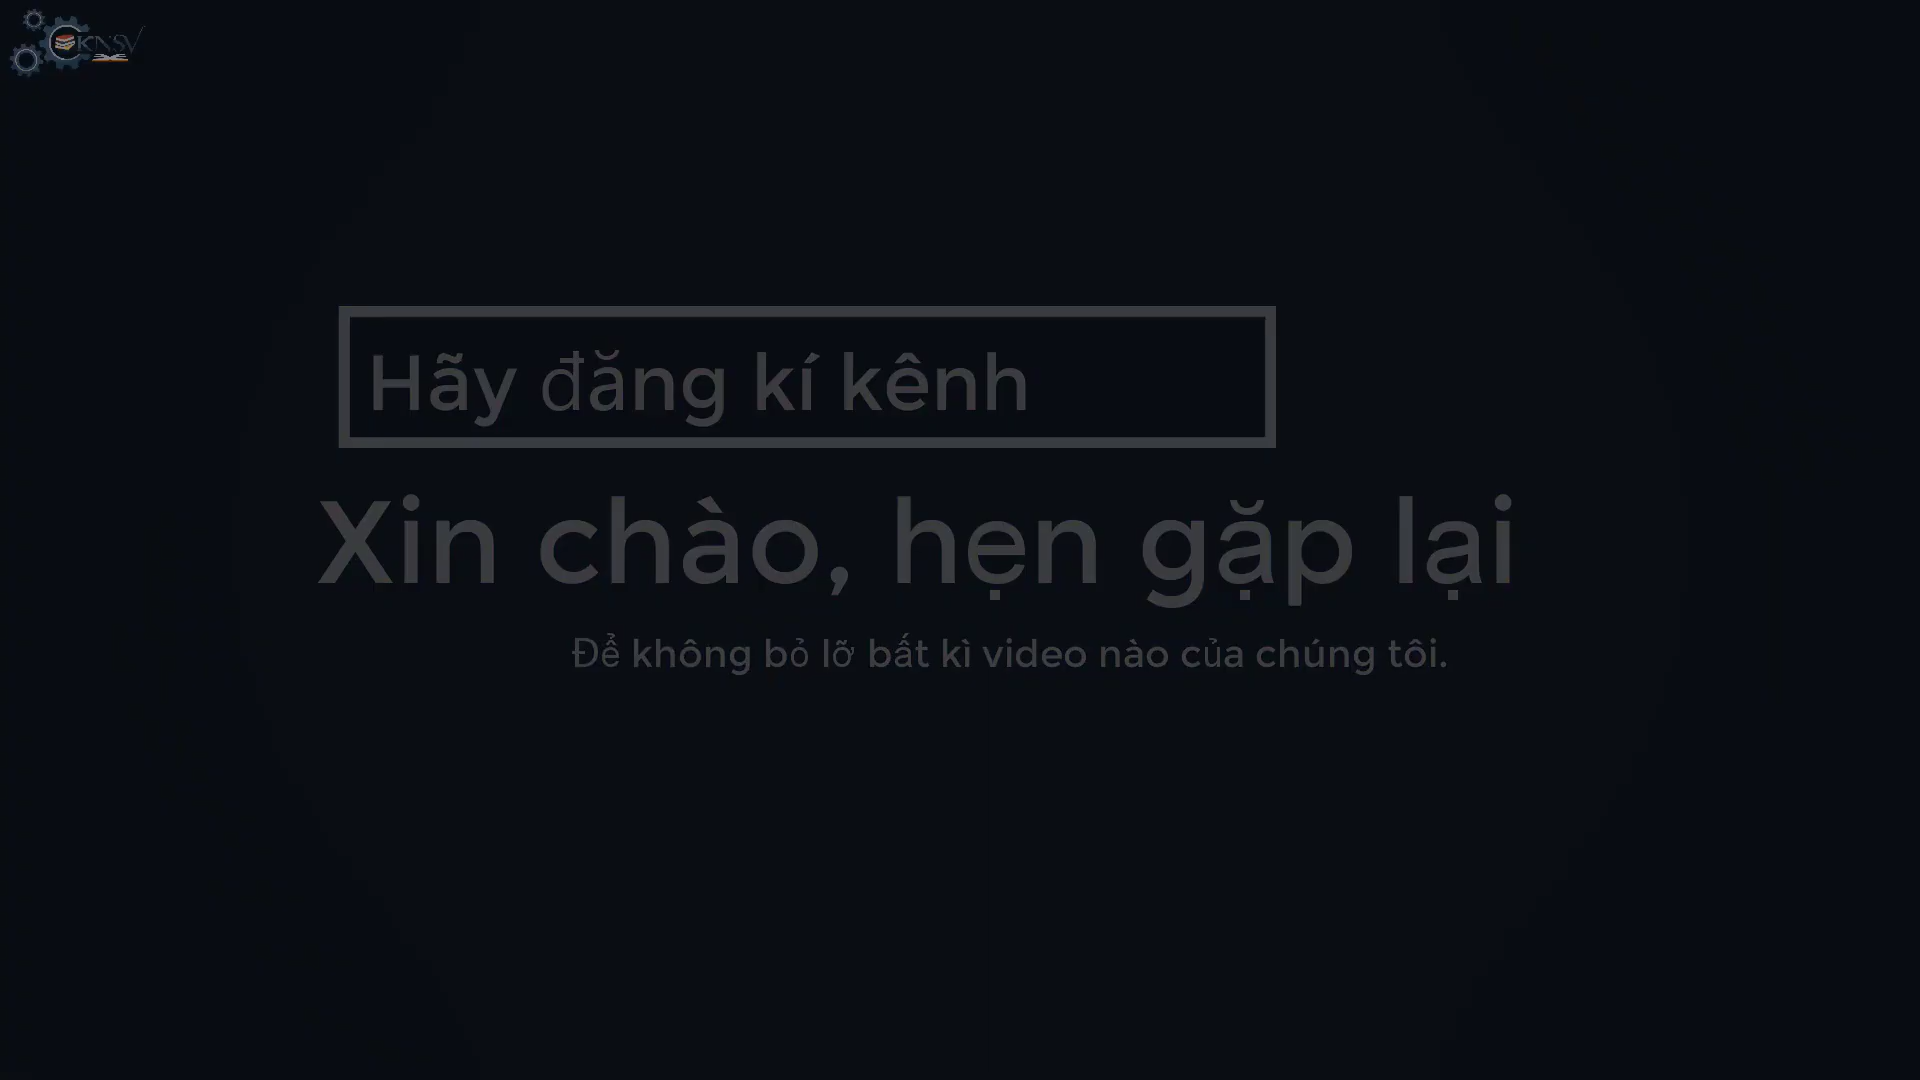 CKNSV
Hãy đăng kí kênh
Xin chào, hẹn gặp lại
Để không bỏ lỡ bất kì video nào của chúng tôi.